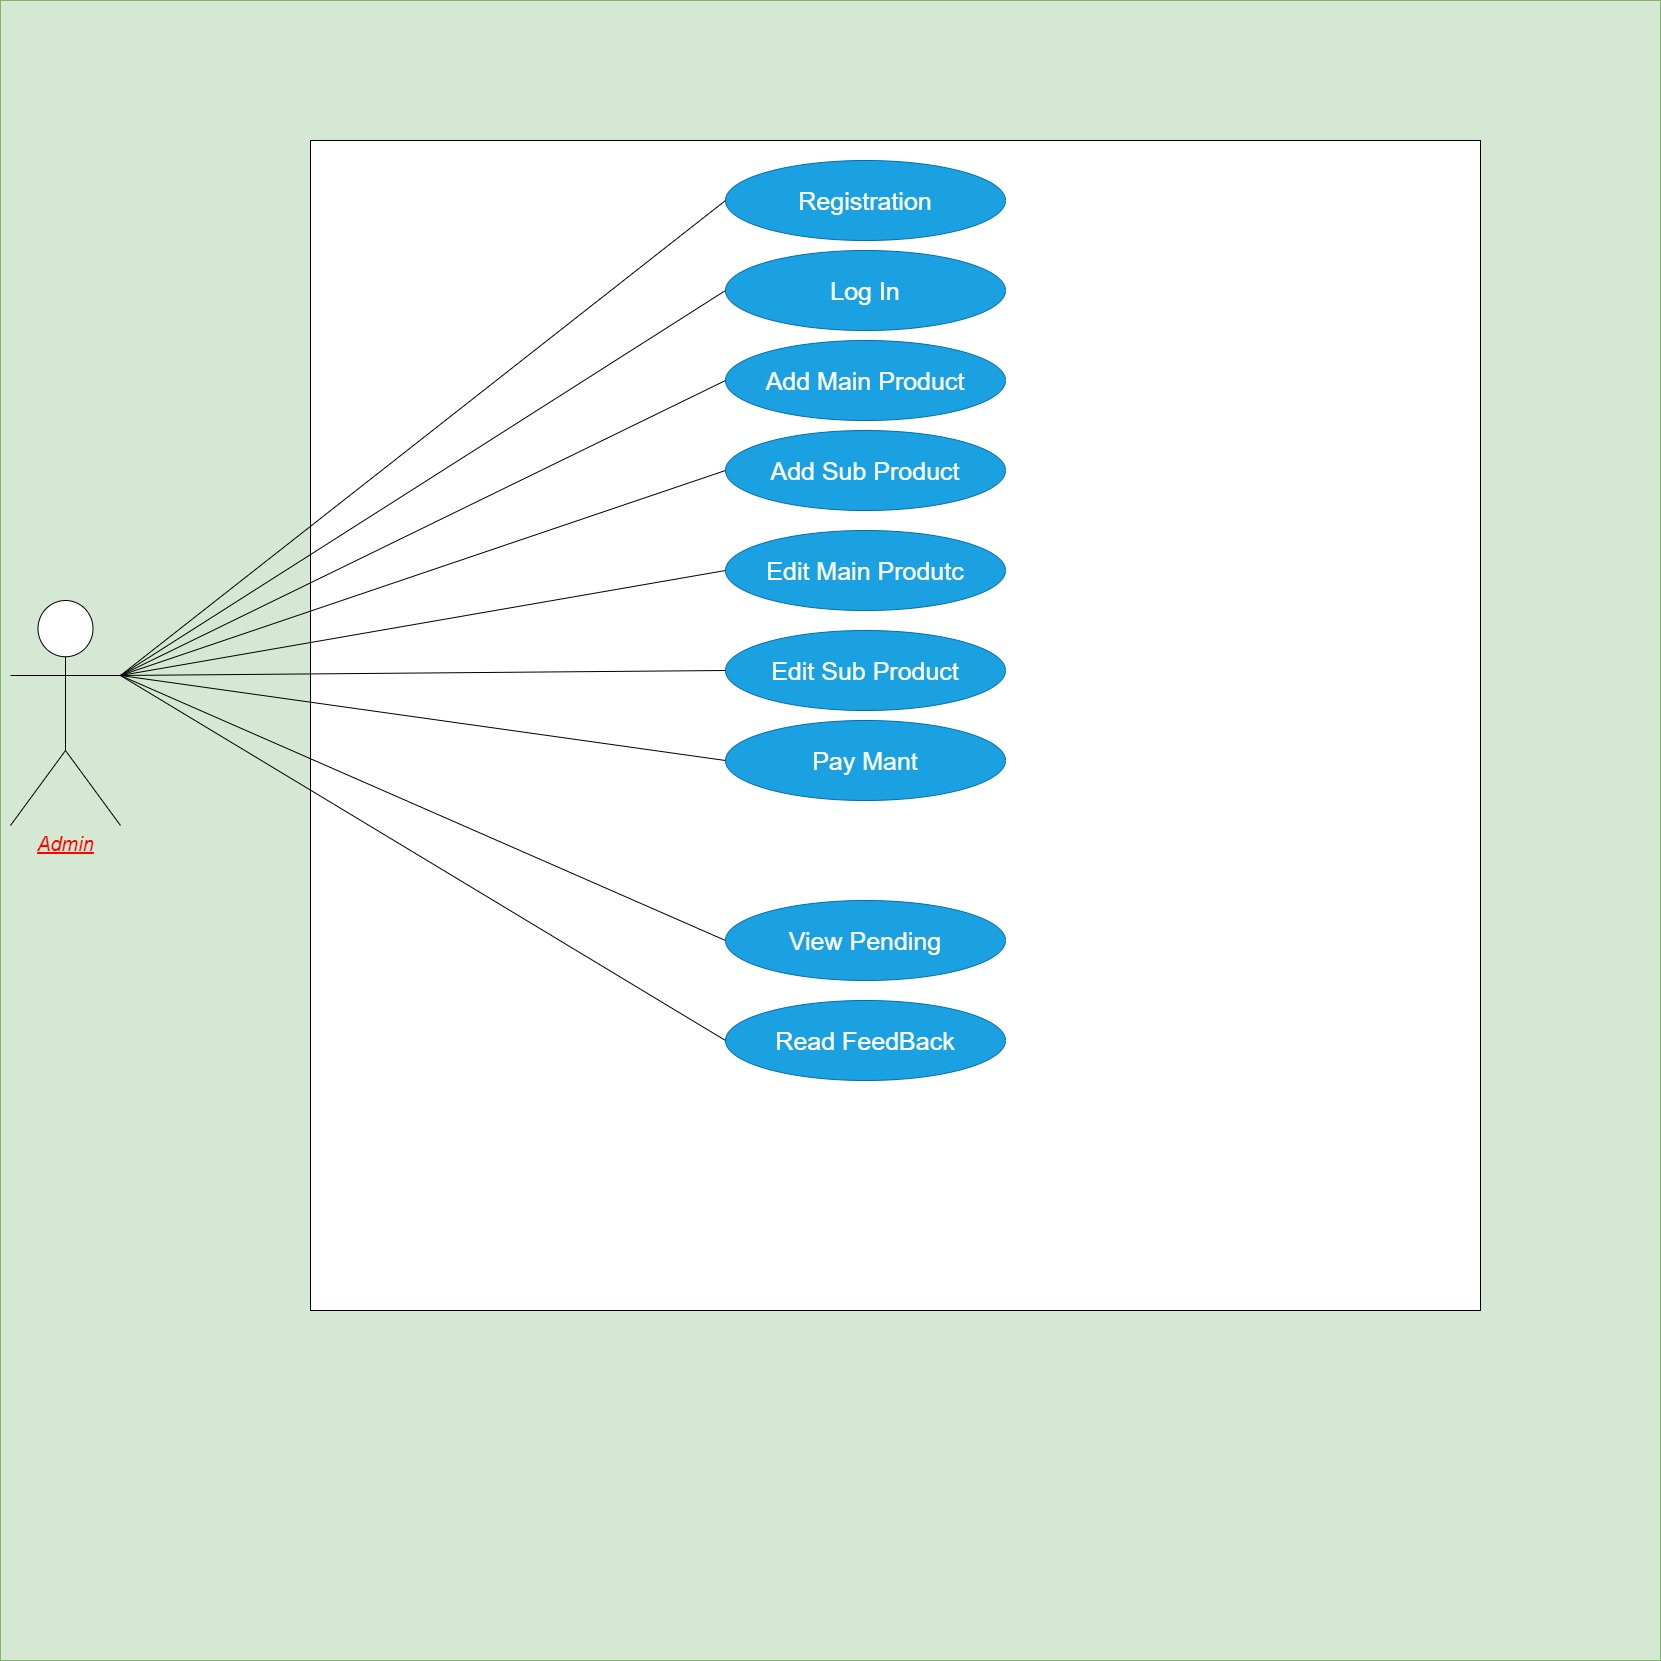 Registration
Log In
Add Main Product
Add Sub Product
Edit Main Produtc
Edit Sub Product
Pay Mant
Admin
View Pending
Read FeedBack